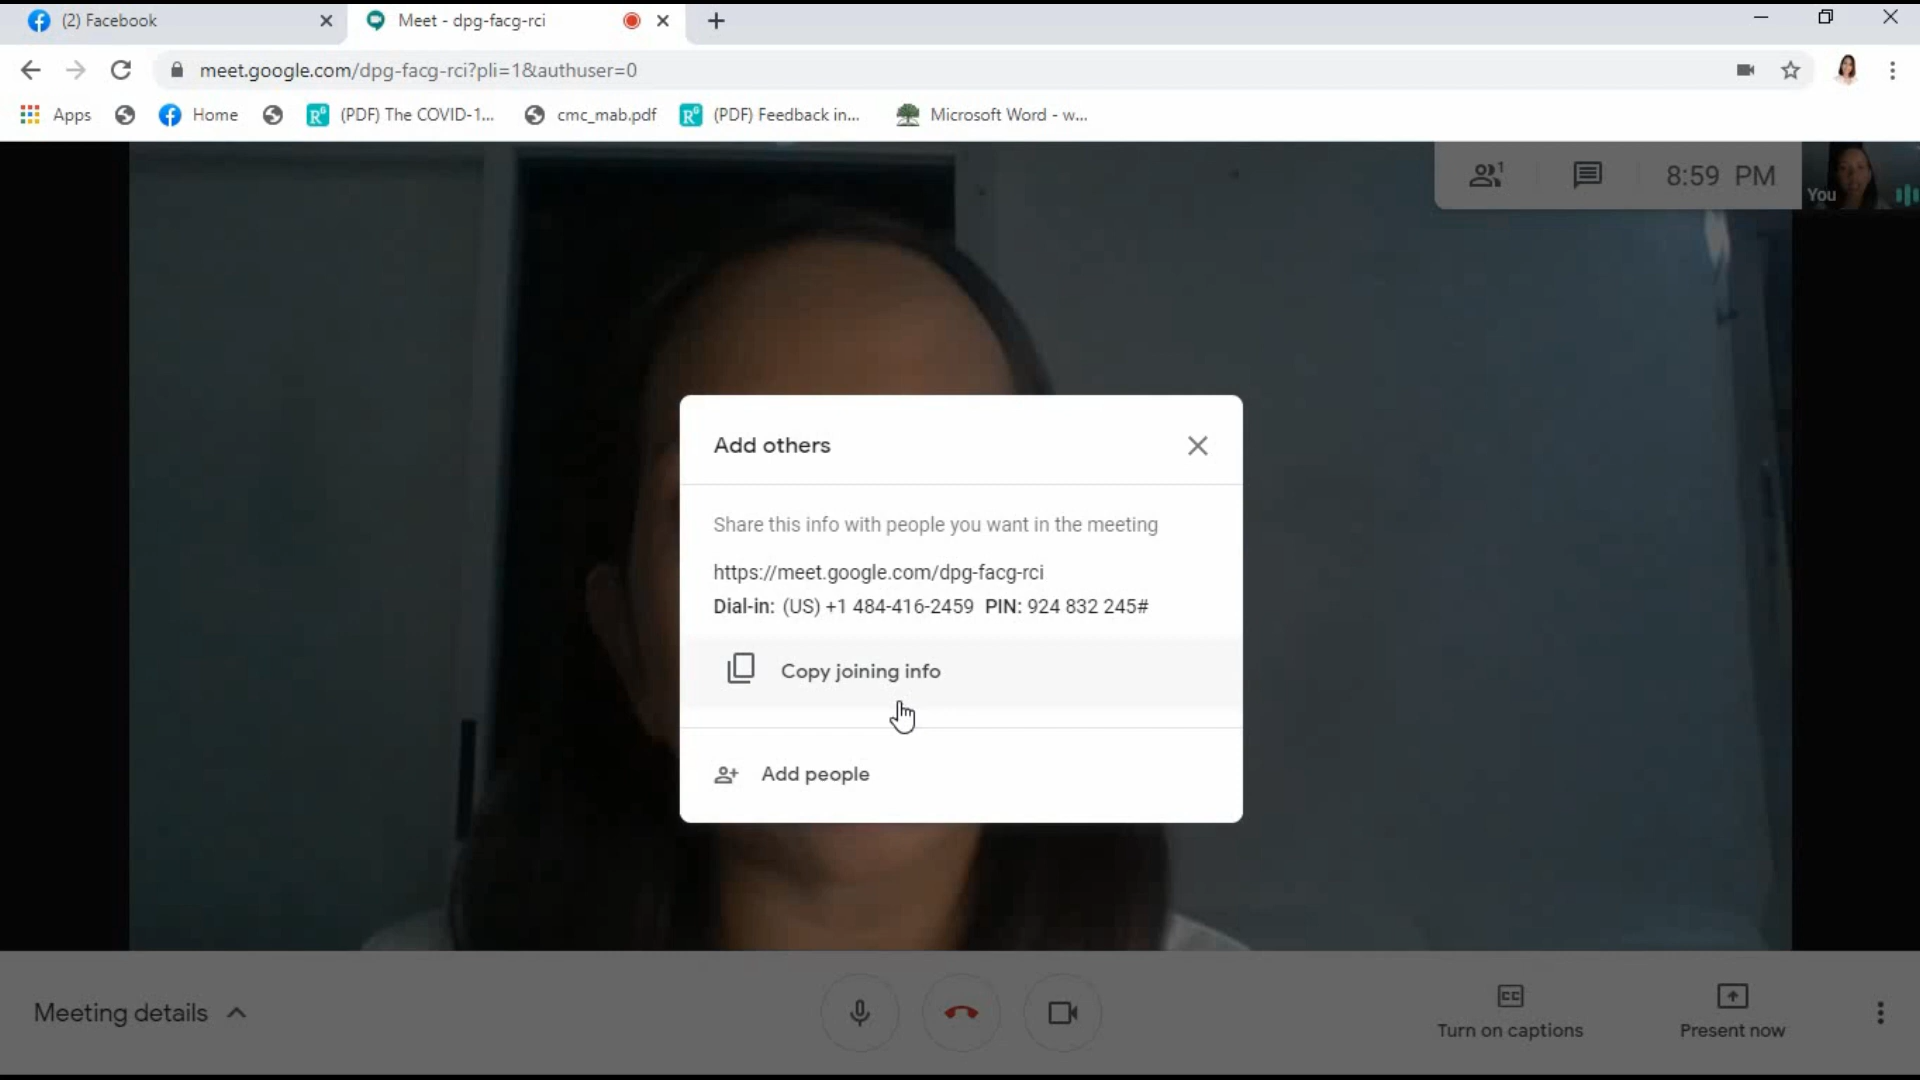 (2) Facebook
Meet - dpg-facg-rci
meet.google.com/dpg-facg-rci?pli=1&authuser=0
Apps
Home
(PDF) The COVID-1...
cmc_mab.pdf
(PDF) Feedback in...
Microsoft Word - w...
1
8:59 PM
You
Add others
Share this info with people you want in the meeting
https://meet.google.com/dpg-facg-rci
Dial-in: (US) +1 484-416-2459 PIN: 924 832 245#
Copy joining info
Add people
Meeting details
CC
Turn on captions
Present now